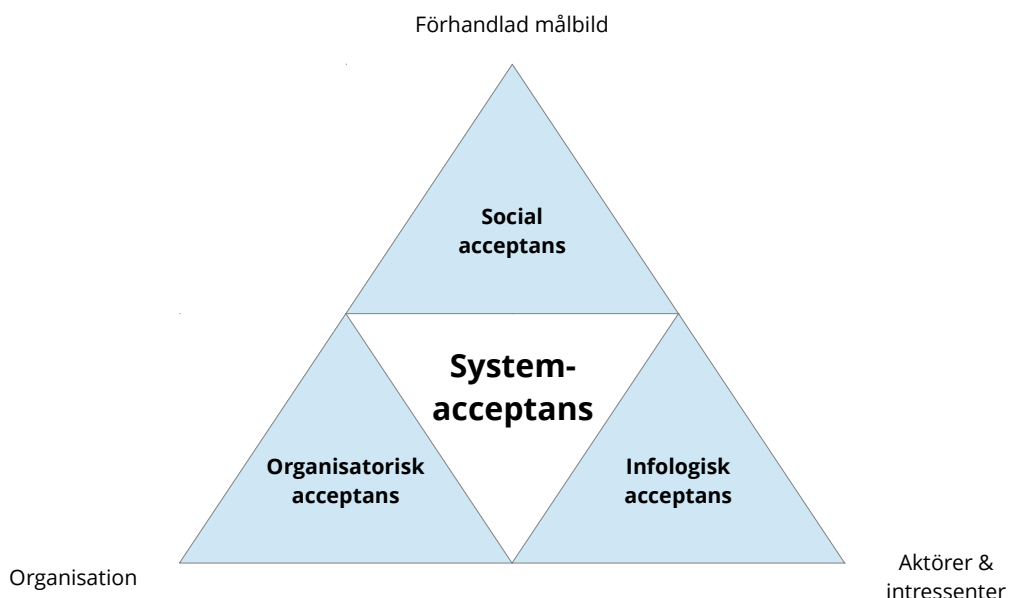 Förhandlad målbild
Social
acceptans
System-
acceptans
Organisatorisk
acceptans
Infologisk
acceptans
Organisation
Aktörer &
intressenter